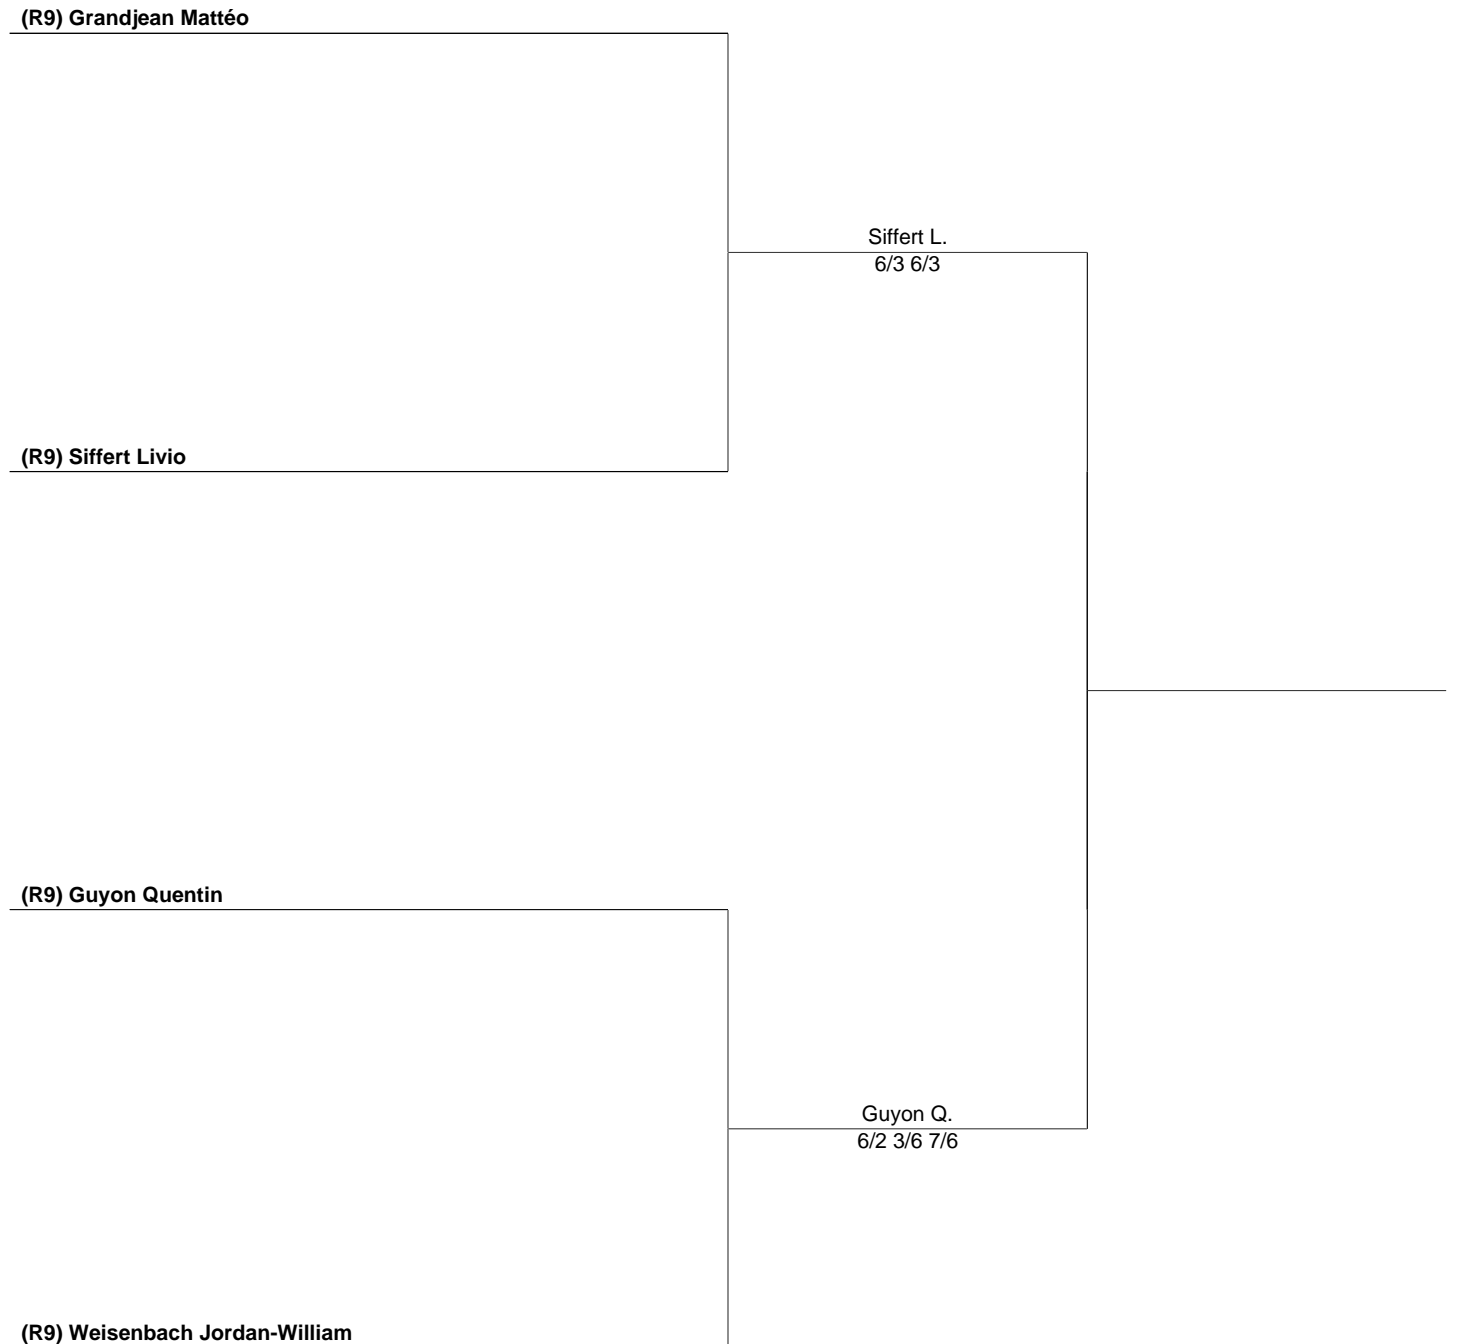 (R9) Grandjean Mattéo
Siffert L.
6/3 6/3
(R9) Siffert Livio
(R9) Guyon Quentin
Guyon Q.
6/2 3/6 7/6
(R9) Weisenbach Jordan-William